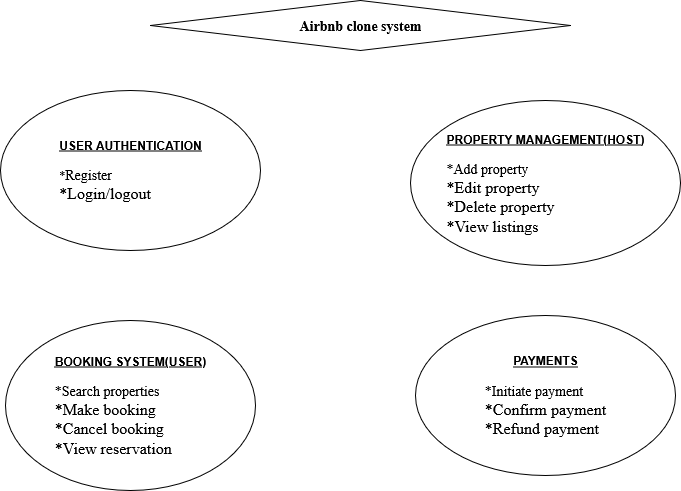 Airbnb clone system
USER AUTHENTICATION
*Register
*Login/logout
PROPERTY MANAGEMENT(HOST)
*Add property
*Edit property
*Delete property
*View listings
BOOKING SYSTEM(USER)
*Search properties
*Make booking
*Cancel booking
*View reservation
PAYMENTS
*Initiate payment
*Confirm payment
*Refund payment